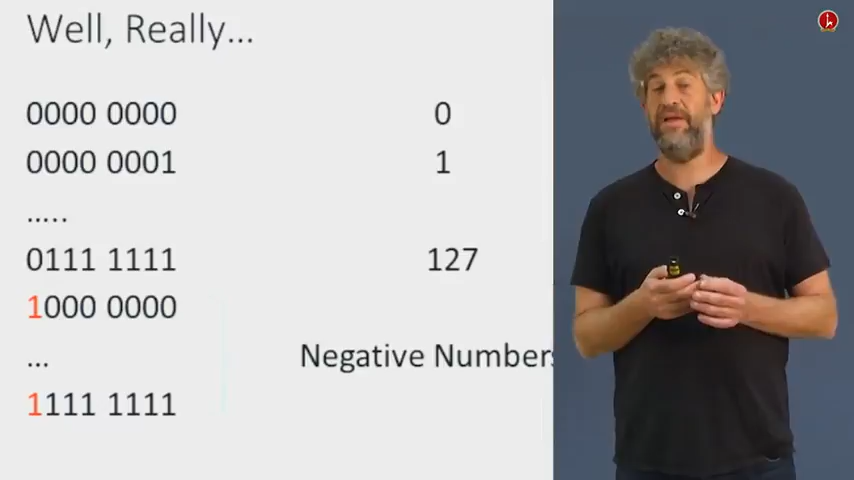 Well, Really...
0000 0000 0
0000 0001 1
.....
0111 1111 127
1000 0000
...
Negative Numbers
1111 1111